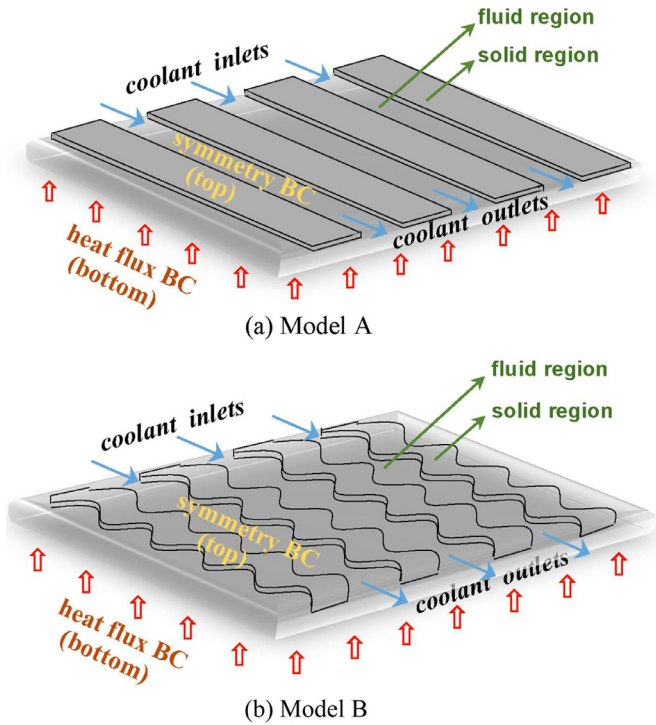 fluid region
solid region
coolant inlets
symmetry BC
(top)
coolant outlets
heat flux BC
(bottom)
(a) Model A
fluid region
solid region
coolant inlets
symmetry BC
(top)
coolant outlets
heat flux BC
(bottom)
(b) Model B